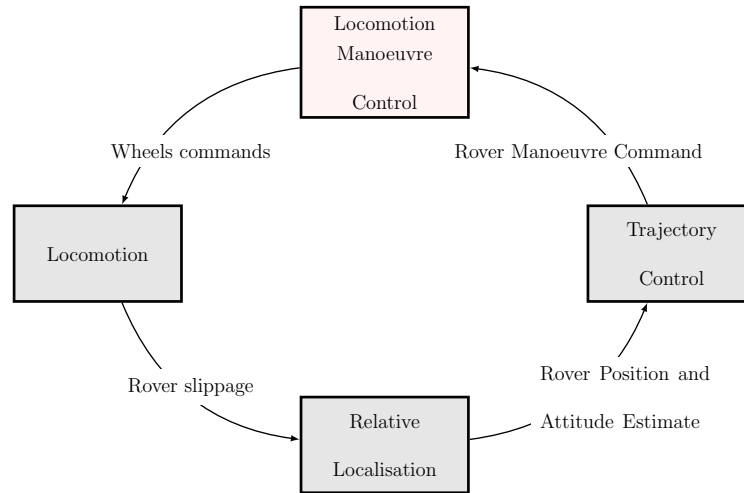 Locomotion
Manoeuvre
Control
Wheels commands
Rover Manoeuvre Command
Locomotion
Trajectory
Control
Rover slippage
Rover Position and
Attitude Estimate
Relative
Localisation